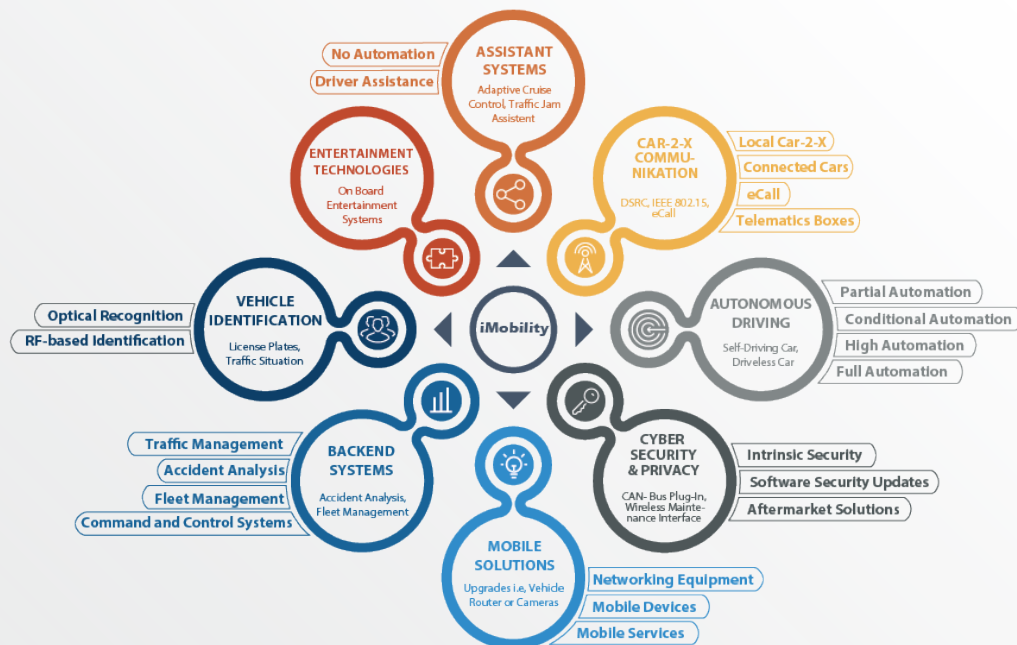 No Automation
Driver Assistance
ASSISTANT
SYSTEMS
Adaptive Cruise
Control, Traffic Jam
Assistent
ENTERTAINMENT
TECHNOLOGIES
On Board
Entertainment
Systems
CAR-2-X
COMMU-
NIKATION
DSRC, IEEE 802.15,
eCall
Local Car-2-X
Connected Cars
eCall
Telematics Boxes
Optical Recognition
RF-based Identification
VEHICLE
IDENTIFICATION
License Plates,
Traffic Situation
iMobility
AUTONOMOUS
DRIVING
Self-Driving Car,
Driveless Car
Partial Automation
Conditional Automation
High Automation
Full Automation
Traffic Management
Accident Analysis
Fleet Management
Command and Control Systems
BACKEND
SYSTEMS
Accident Analysis,
Fleet Management
CYBER
SECURITY
& PRIVACY
CAN- Bus Plug-In,
Wireless Mainte-
nance Interface
Intrinsic Security
Software Security Updates
Aftermarket Solutions
MOBILE
SOLUTIONS
Upgrades i.e, Vehicle
Router or Cameras
Networking Equipment
Mobile Devices
Mobile Services